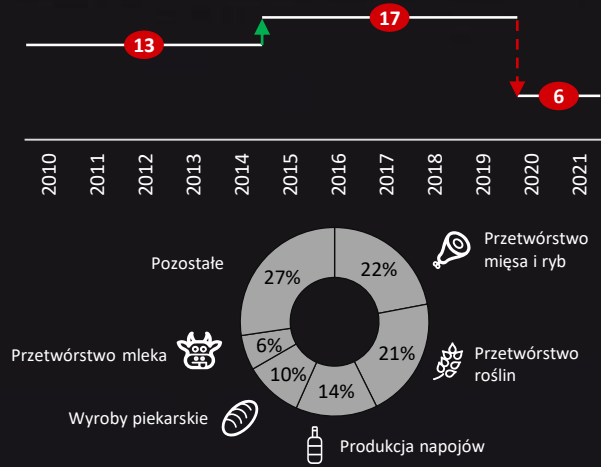 13
17
6
2010
2011
2012
2013
2014
2015
2016
2017
2018
2019
2020
2021
Pozostałe
27%
22%
Przetwórstwo
mięsa i ryb
Przetwórstwo mleka
6%
21%
Przetwórstwo
roślin
10%
14%
Wyroby piekarskie
Produkcja napojów